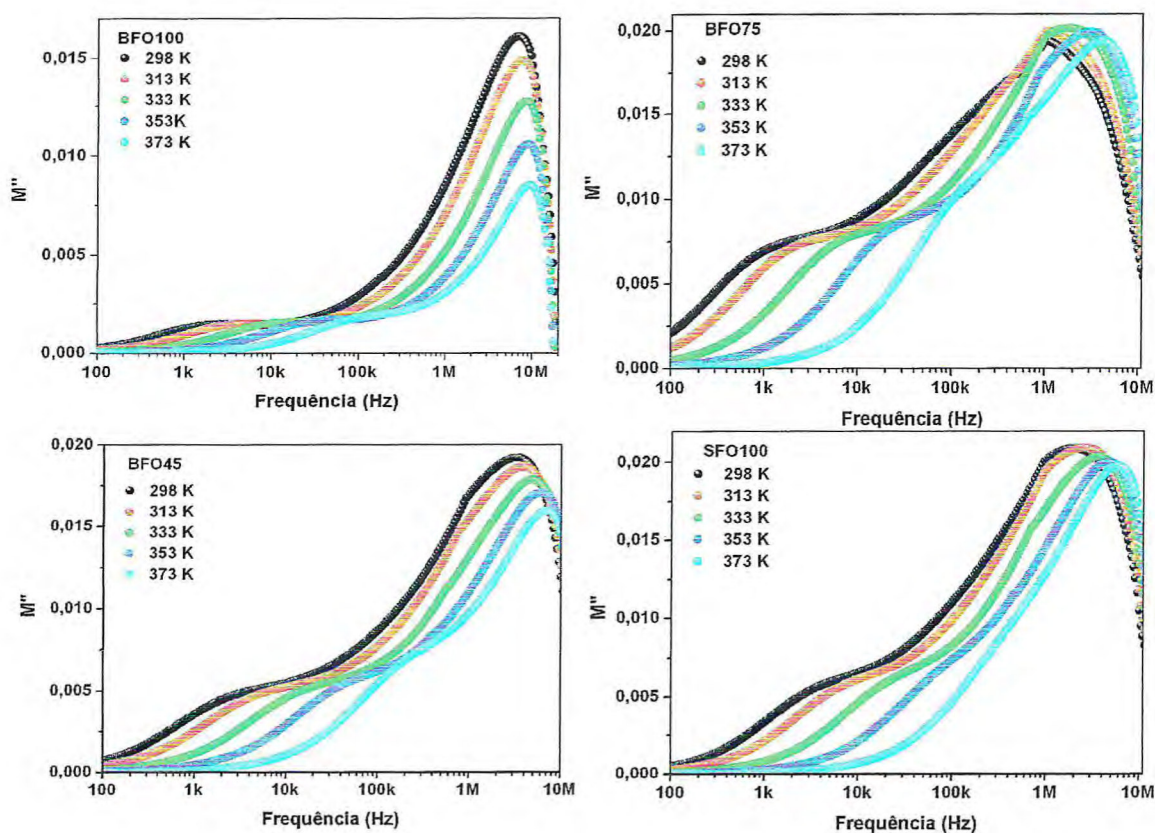 BFO100
298 K
313 K
333 K
353K
373 K
0,015
0,010
0,005
0,000
M"
100
1k
10k
100k
1M
10M
Frequência (Hz)
BFO75
298 K
313 K
333 K
353 K
373 K
0,020
0,015
0,010
0,005
0,000
M"
100
1k
10k
100k
1M
10M
Frequência (Hz)
BFO45
298 K
313 K
333 K
353 K
373 K
0,020
0,015
0,010
0,005
0,000
M"
100
1k
10k
100k
1M
10M
Frequência (Hz)
SFO100
298 K
313 K
333 K
353 K
373 K
0,020
0,015
0,010
0,005
0,000
M"
100
1k
10k
100k
1M
10M
Frequência (Hz)